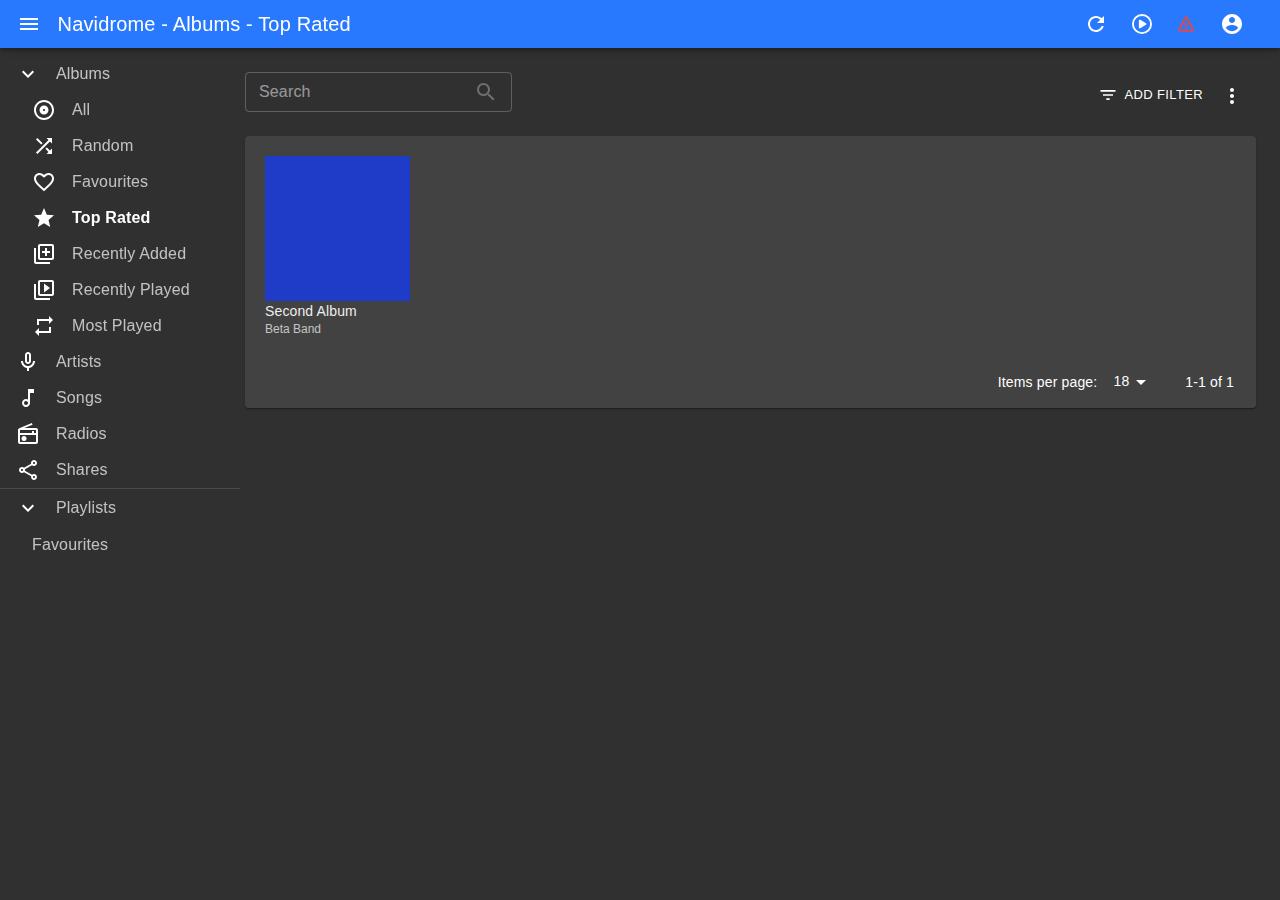 Navidrome - Albums - Top Rated
Albums
All
Random
Favourites
Top Rated
Recently Added
Recently Played
Most Played
Artists
Songs
Radios
Shares
Playlists
Favourites
Search
ADD FILTER
Second Album
Beta Band
Items per page: 18 1-1 of 1